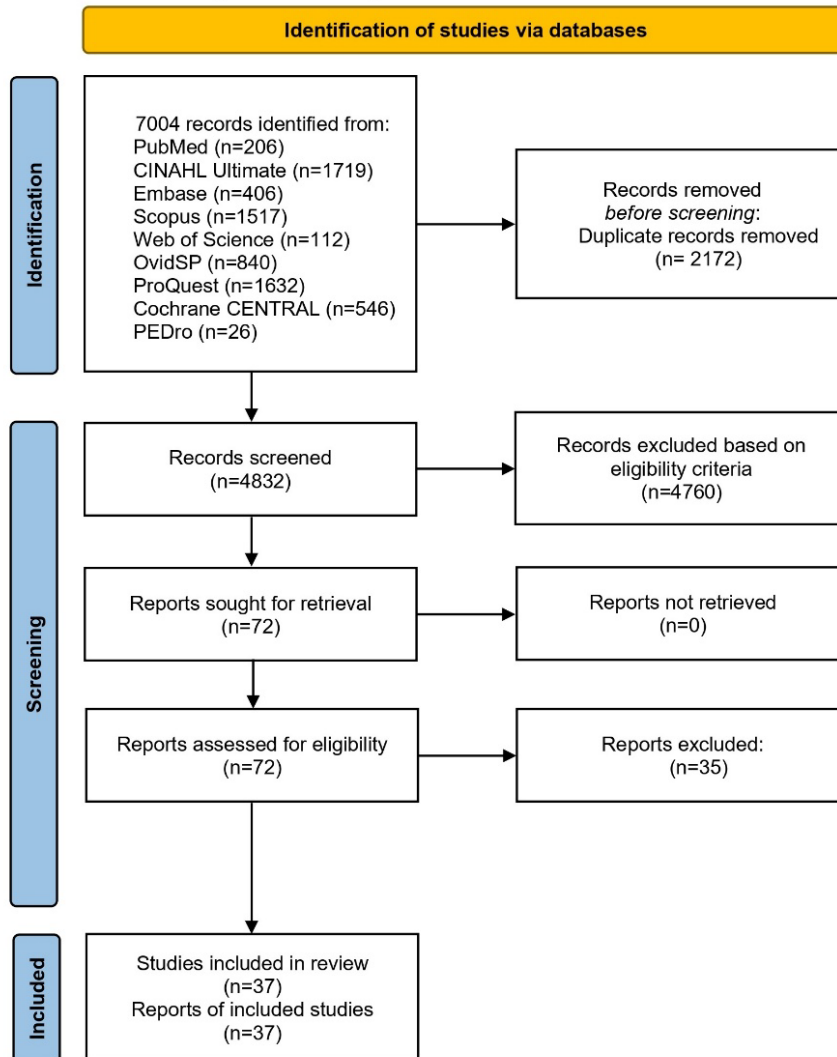 Identification of studies via databases
Identification
7004 records identified from:
PubMed (n=206)
CINAHL Ultimate (n=1719)
Embase (n=406)
Scopus (n=1517)
Web of Science (n=112)
OvidSP (n=840)
ProQuest (n=1632)
Cochrane CENTRAL (n=546)
PEDro (n=26)
Records removed
before screening:
Duplicate records removed
(n= 2172)
Screening
Records screened
(n=4832)
Records excluded based on
eligibility criteria
(n=4760)
Reports sought for retrieval
(n=72)
Reports not retrieved
(n=0)
Reports assessed for eligibility
(n=72)
Reports excluded:
(n=35)
Included
Studies included in review
(n=37)
Reports of included studies
(n=37)